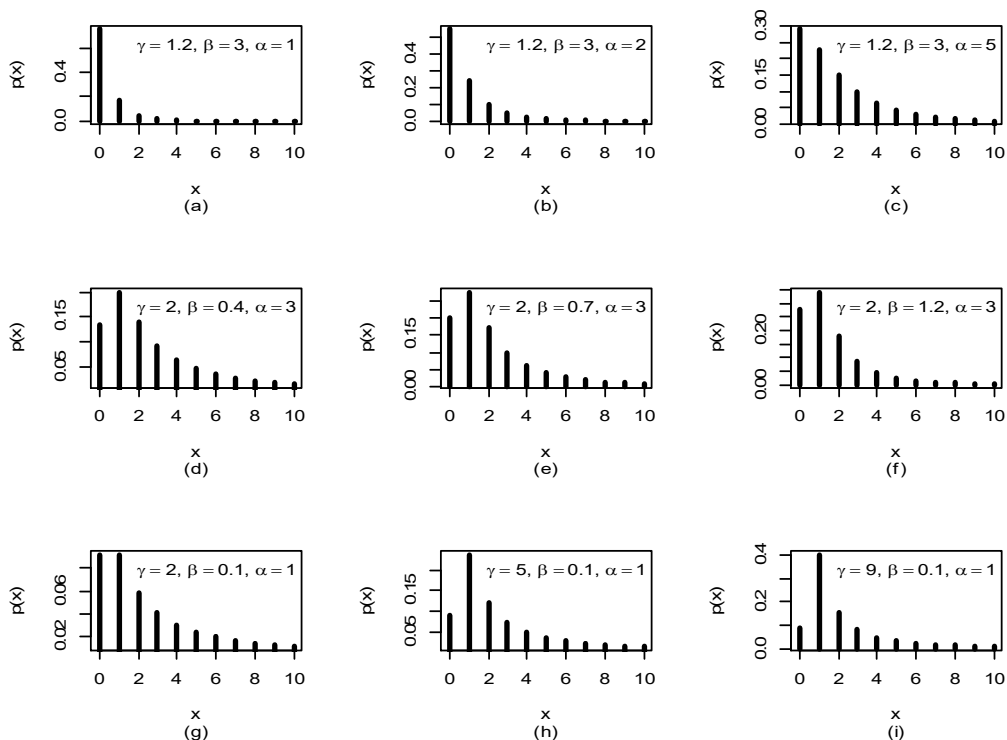 γ = 1.2, β = 3, α = 1
p(x)
0.0 0.4
0 2 4 6 8 10
x
(a)
γ = 1.2, β = 3, α = 2
p(x)
0.0 0.2 0.4
0 2 4 6 8 10
x
(b)
γ = 1.2, β = 3, α = 5
p(x)
0.00 0.15 0.30
0 2 4 6 8 10
x
(c)
γ = 2, β = 0.4, α = 3
p(x)
0.05 0.15
0 2 4 6 8 10
x
(d)
γ = 2, β = 0.7, α = 3
p(x)
0.00 0.15
0 2 4 6 8 10
x
(e)
γ = 2, β = 1.2, α = 3
p(x)
0.00 0.20
0 2 4 6 8 10
x
(f)
γ = 2, β = 0.1, α = 1
p(x)
0.02 0.06
0 2 4 6 8 10
x
(g)
γ = 5, β = 0.1, α = 1
p(x)
0.05 0.15
0 2 4 6 8 10
x
(h)
γ = 9, β = 0.1, α = 1
p(x)
0.0 0.2 0.4
0 2 4 6 8 10
x
(i)